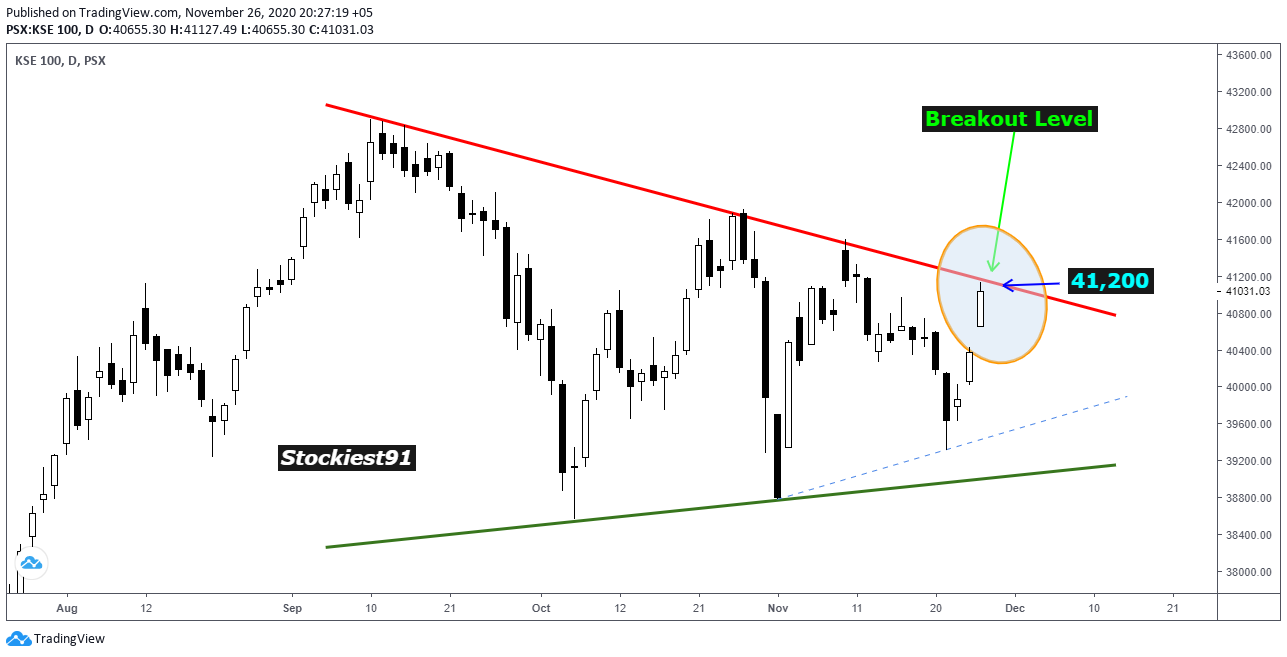 Published on TradingView.com, November 26, 2020 20:27:19 +05
PSX:KSE 100, D O:40655.30 H:41127.49 L:40655.30 C:41031.03
KSE 100, D, PSX
43600.00
43200.00
Breakout Level
42800.00
42400.00
42000.00
41600.00
41,200
41200.00
41031.03
40800.00
40400.00
40000.00
39600.00
Stockiest91
39200.00
38800.00
38400.00
38000.00
Aug 12 Sep 10 21 Oct 12 21 Nov 11 20 Dec 10 21
TradingView